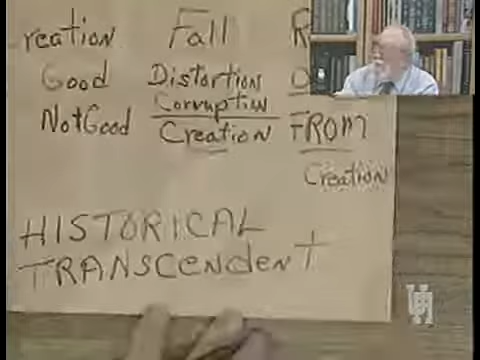 reation Fall R
Good Distortion O
Corruption
NotGood Creation FROM
Creation
HISTORICAL
TRANSCENdENT